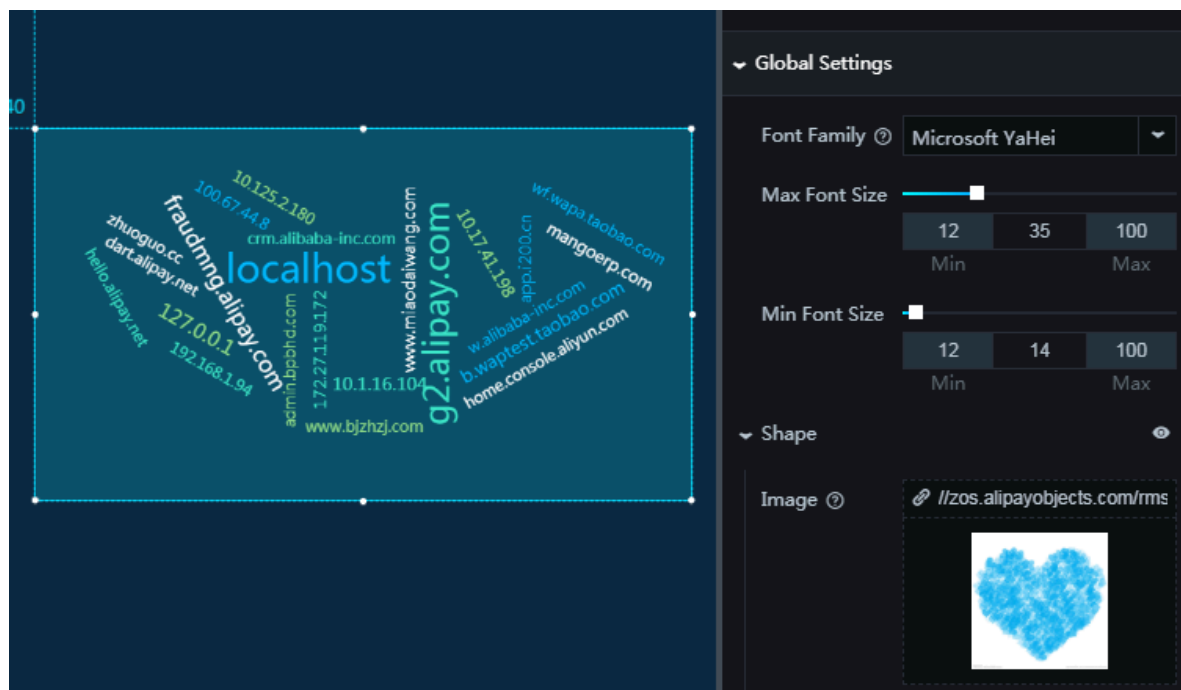 40
10.125.2.180
100.67.44.8
fraudmng.alipay.com
zhuoguo.cc
dart.alipay.net
hello.alipay.net
crm.alibaba-inc.com
localhost
127.0.0.1
192.168.1.94
admin.bpbhd.com
172.27.119.172
10.1.16.104
www.bjzhzj.com
www.miaodaiwang.com
g2.alipay.com
10.17.41.198
app.i200.cn
wf.wapa.taobao.com
mangoerp.com
w.alibaba-inc.com
b.waptest.taobao.com
home.console.aliyun.com
Global Settings
Font Family ? Microsoft YaHei
Max Font Size
12 35 100
Min Max
Min Font Size
12 14 100
Min Max
Shape
Image ? //zos.alipayobjects.com/rms